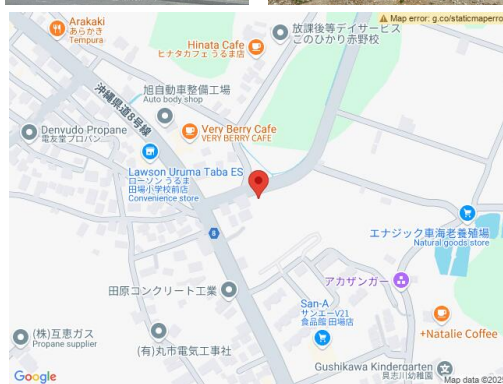 Map error: g.co/staticmaperro
Arakaki
あらかき
Tempura
Hinata Cafe
ヒナタカフェ うるま店
放課後等デイサービス
このひかり赤野校
旭自動車整備工場
Auto body shop
沖縄県道8号線
Denyudo Propane
電友堂プロパン
Very Berry Cafe
VERY BERRY CAFE
Lawson Uruma Taba ES
ローソン うるま
田場小学校前店
Convenience store
8
エナジック車海老養殖場
Natural goods store
アカザンガー
田原コンクリート工業
San-A
サンエーV21
食品館 田場店
+Natalie Coffee
(株)互恵ガス
Propane supplier
(有)丸市電気工事社
Gushikawa Kindergarten
具志川幼稚園
Google
Map data ©2025